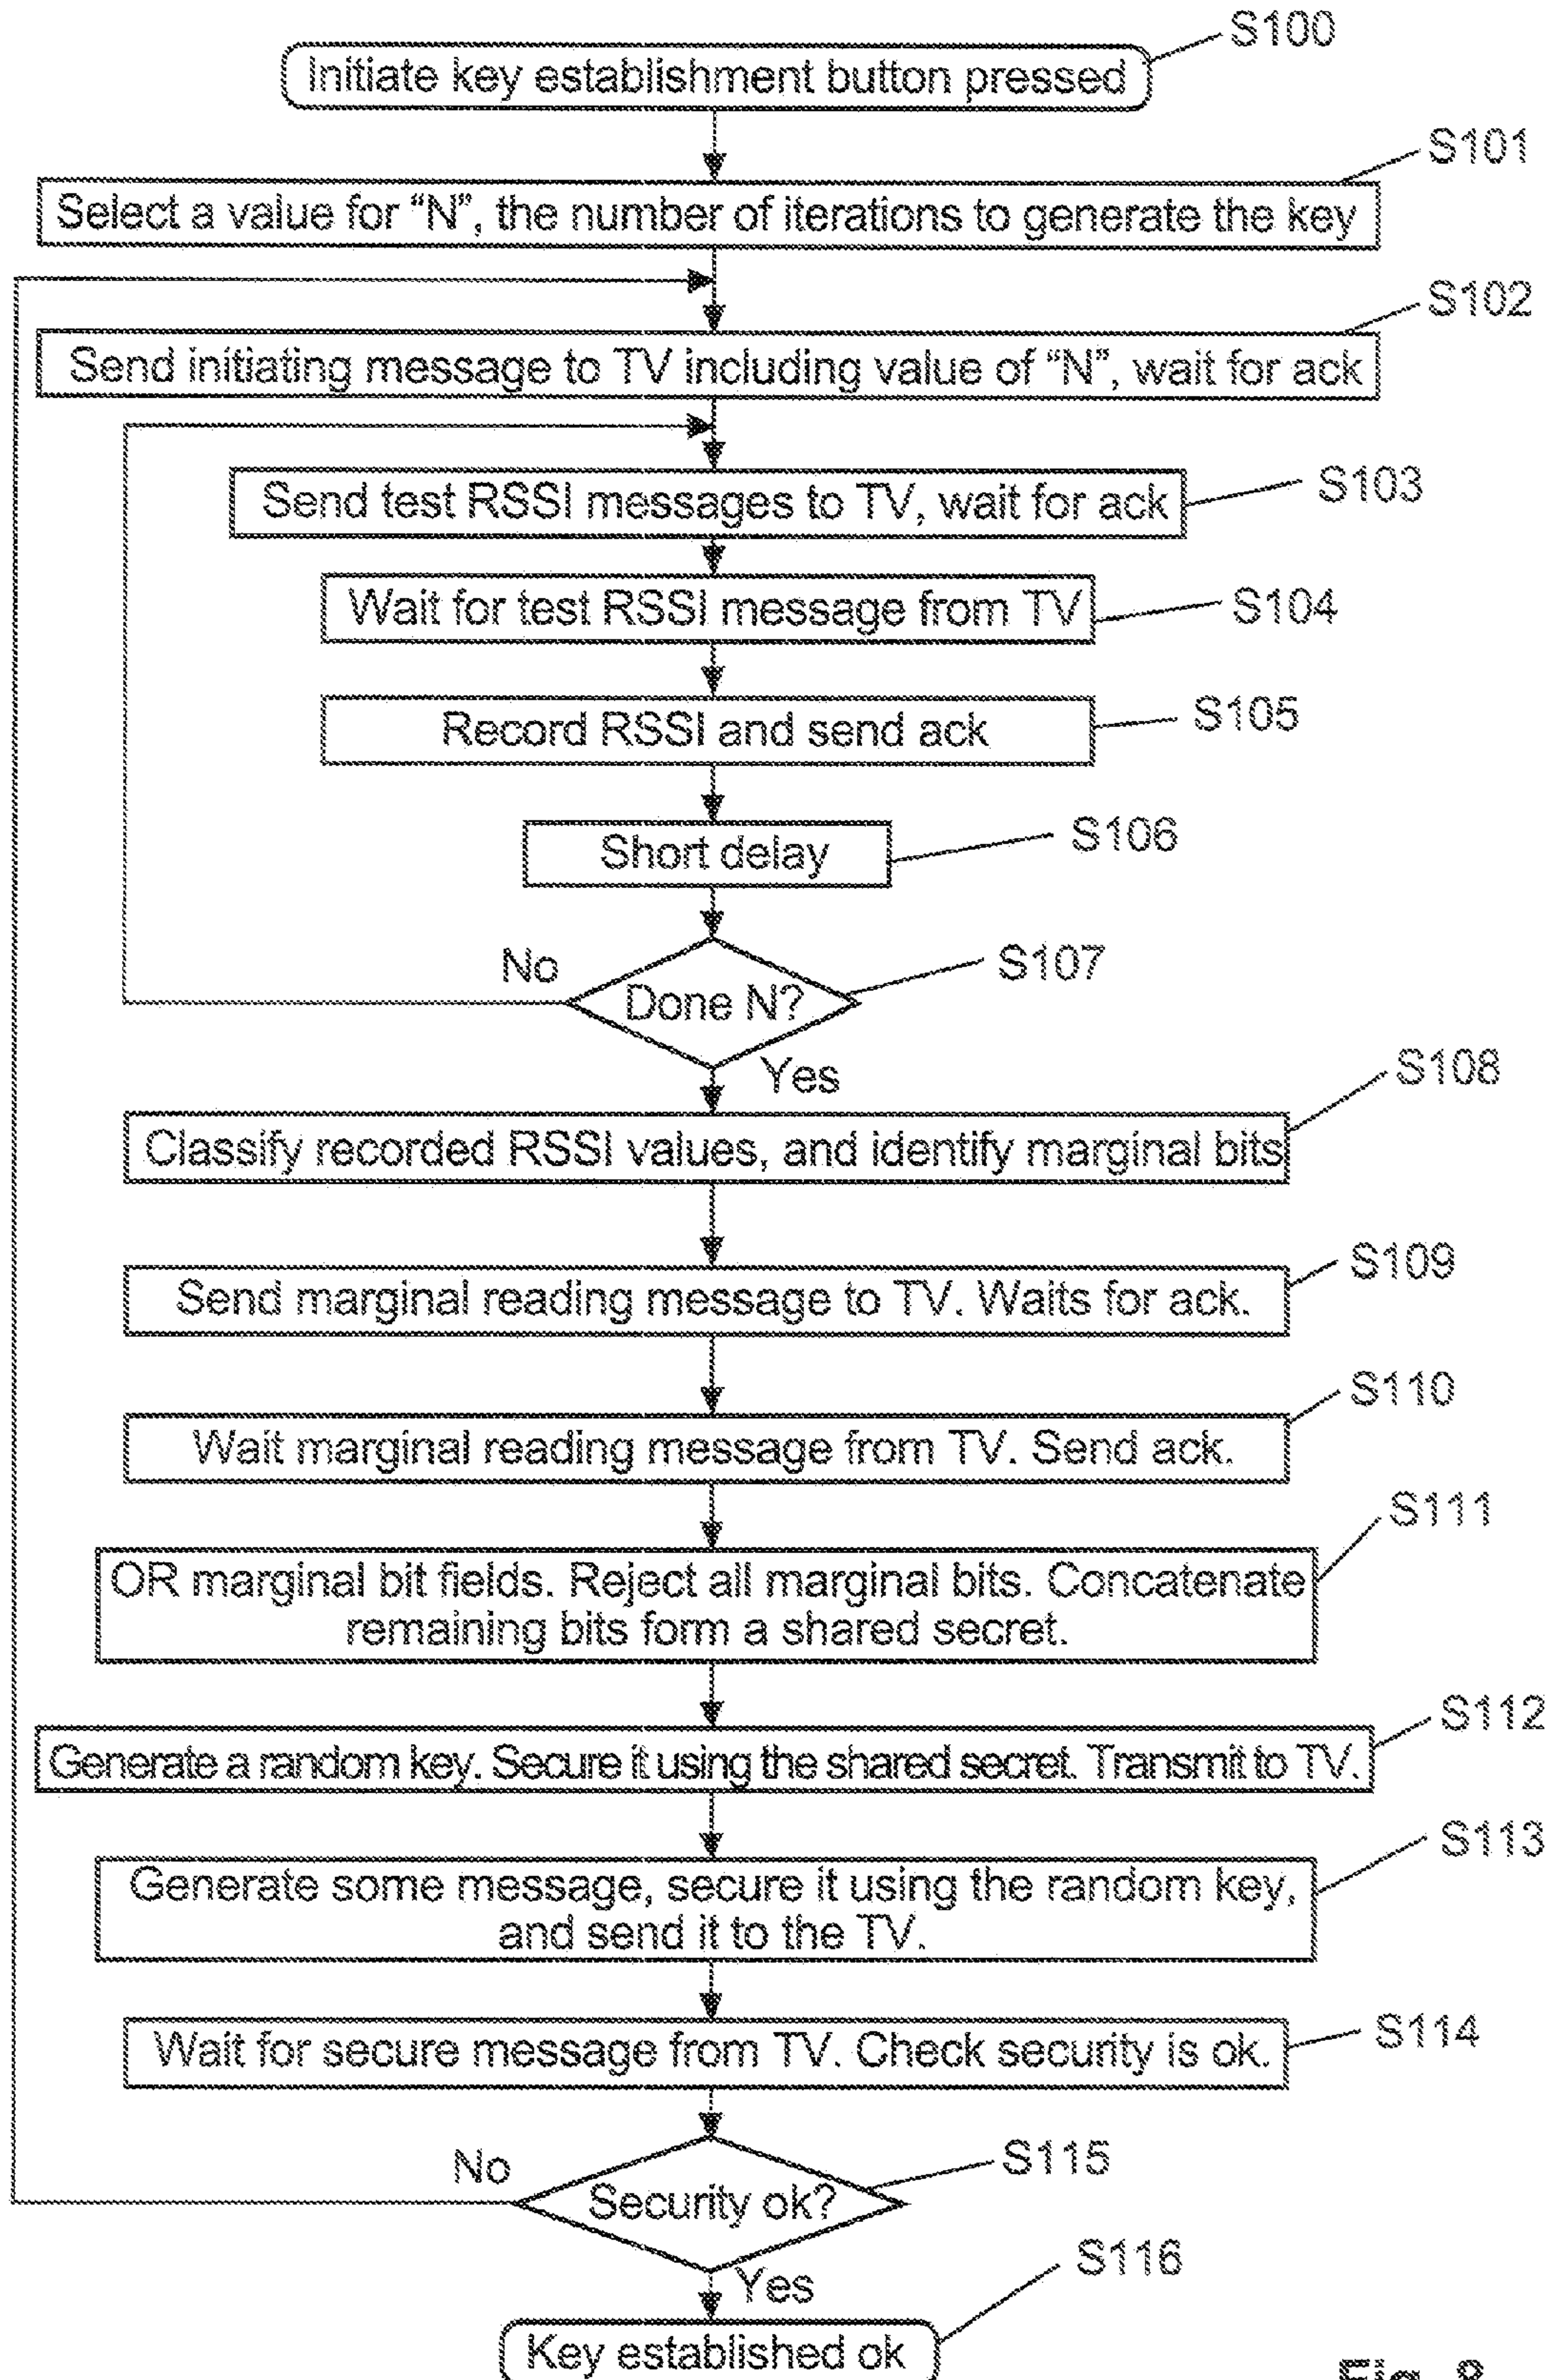 S100
Initiate key establishment button pressed
S101
Select a value for “N”, the number of iterations to generate the key
S102
Send initiating message to TV including value of “N”, wait for ack
S103
Send test RSSI messages to TV, wait for ack
S104
Wait for test RSSI message from TV
S105
Record RSSI and send ack
S106
Short delay
S107
No
Done N?
Yes
S108
Classify recorded RSSI values, and identify marginal bits
S109
Send marginal reading message to TV. Waits for ack.
S110
Wait marginal reading message from TV. Send ack.
S111
OR marginal bit fields. Reject all marginal bits. Concatenate
remaining bits form a shared secret.
S112
Generate a random key. Secure it using the shared secret. Transmit to TV.
S113
Generate some message, secure it using the random key,
and send it to the TV.
S114
Wait for secure message from TV. Check security is ok.
S115
No
Security ok?
Yes
S116
Key established ok